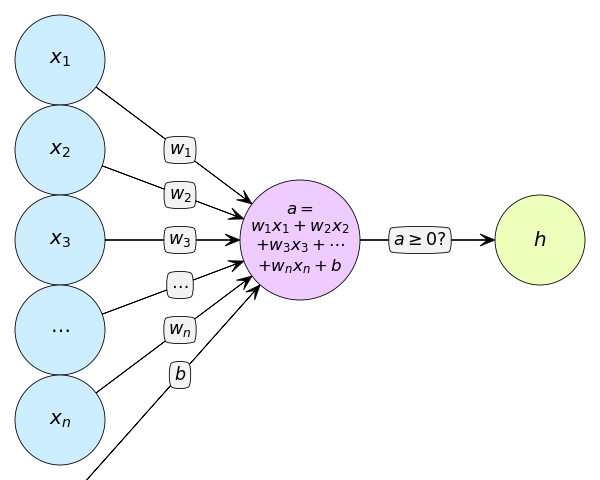 x₁
x₂
x₃
⋯
xₙ
w₁
w₂
w₃
⋯
wₙ
b
a =
w₁x₁ + w₂x₂
+w₃x₃ + ⋯
+wₙxₙ + b
a ≥ 0?
h